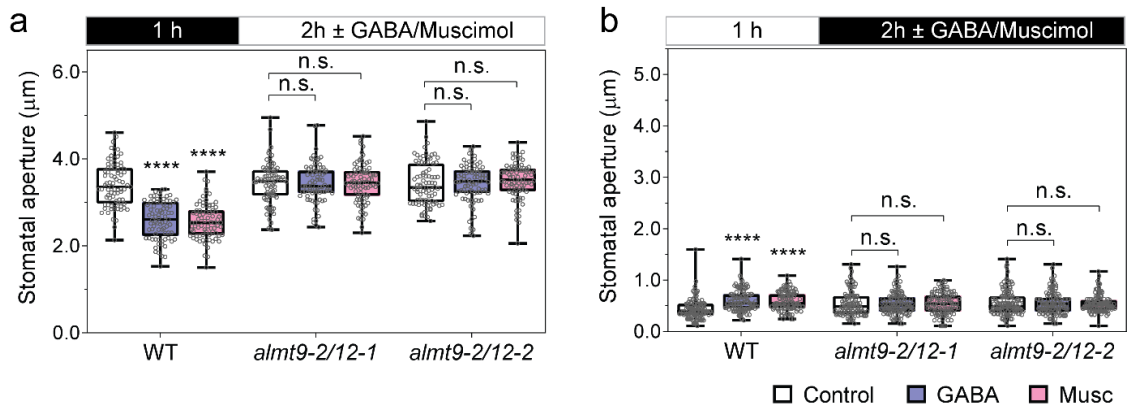 a
1 h
2h ± GABA/Muscimol
Stomatal aperture (μm)
6.0
4.0
2.0
0.0
****
****
n.s.
n.s.
n.s.
n.s.
WT
almt9-2/12-1
almt9-2/12-2
b
1 h
2h ± GABA/Muscimol
Stomatal aperture (μm)
5.0
4.0
3.0
2.0
1.0
0.0
****
****
n.s.
n.s.
n.s.
n.s.
WT
almt9-2/12-1
almt9-2/12-2
Control
GABA
Musc